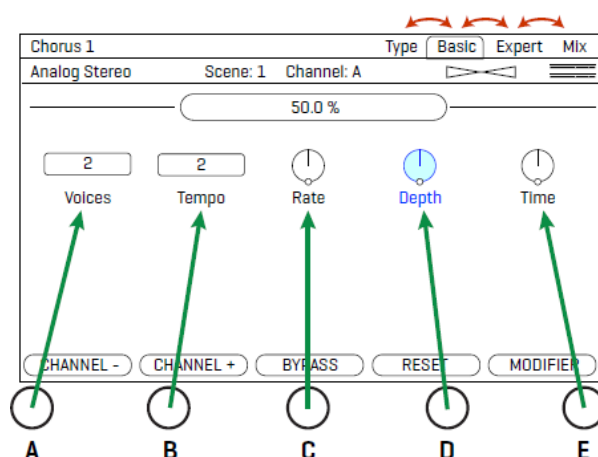 Chorus 1 Type Basic Expert Mix
Analog Stereo Scene: 1 Channel: A
50.0 %
2 2
Voices Tempo Rate Depth Time
CHANNEL - CHANNEL + BYPASS RESET MODIFIER
A B C D E